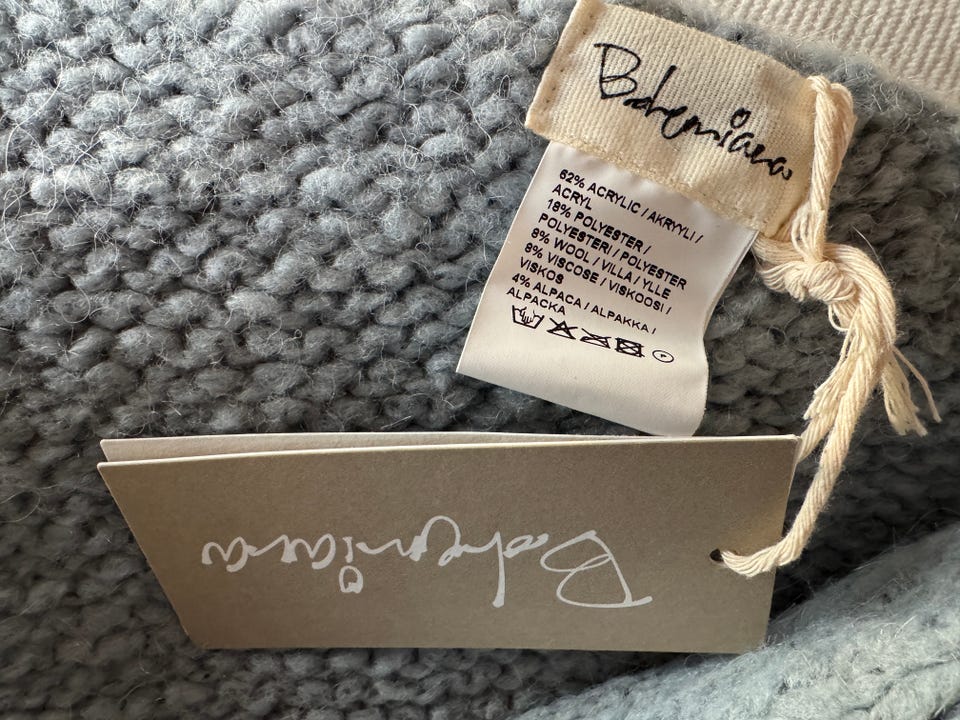 Bohemiana
62% ACRYLIC / AKRYYLI /
ACRYL
18% POLYESTER /
POLYESTERI / POLYESTER
8% WOOL / VILLA / YLLE
8% VISCOSE / VISKOOSI /
VISKOS
4% ALPACA / ALPAKKA /
ALPACKA
P
Bohemiana